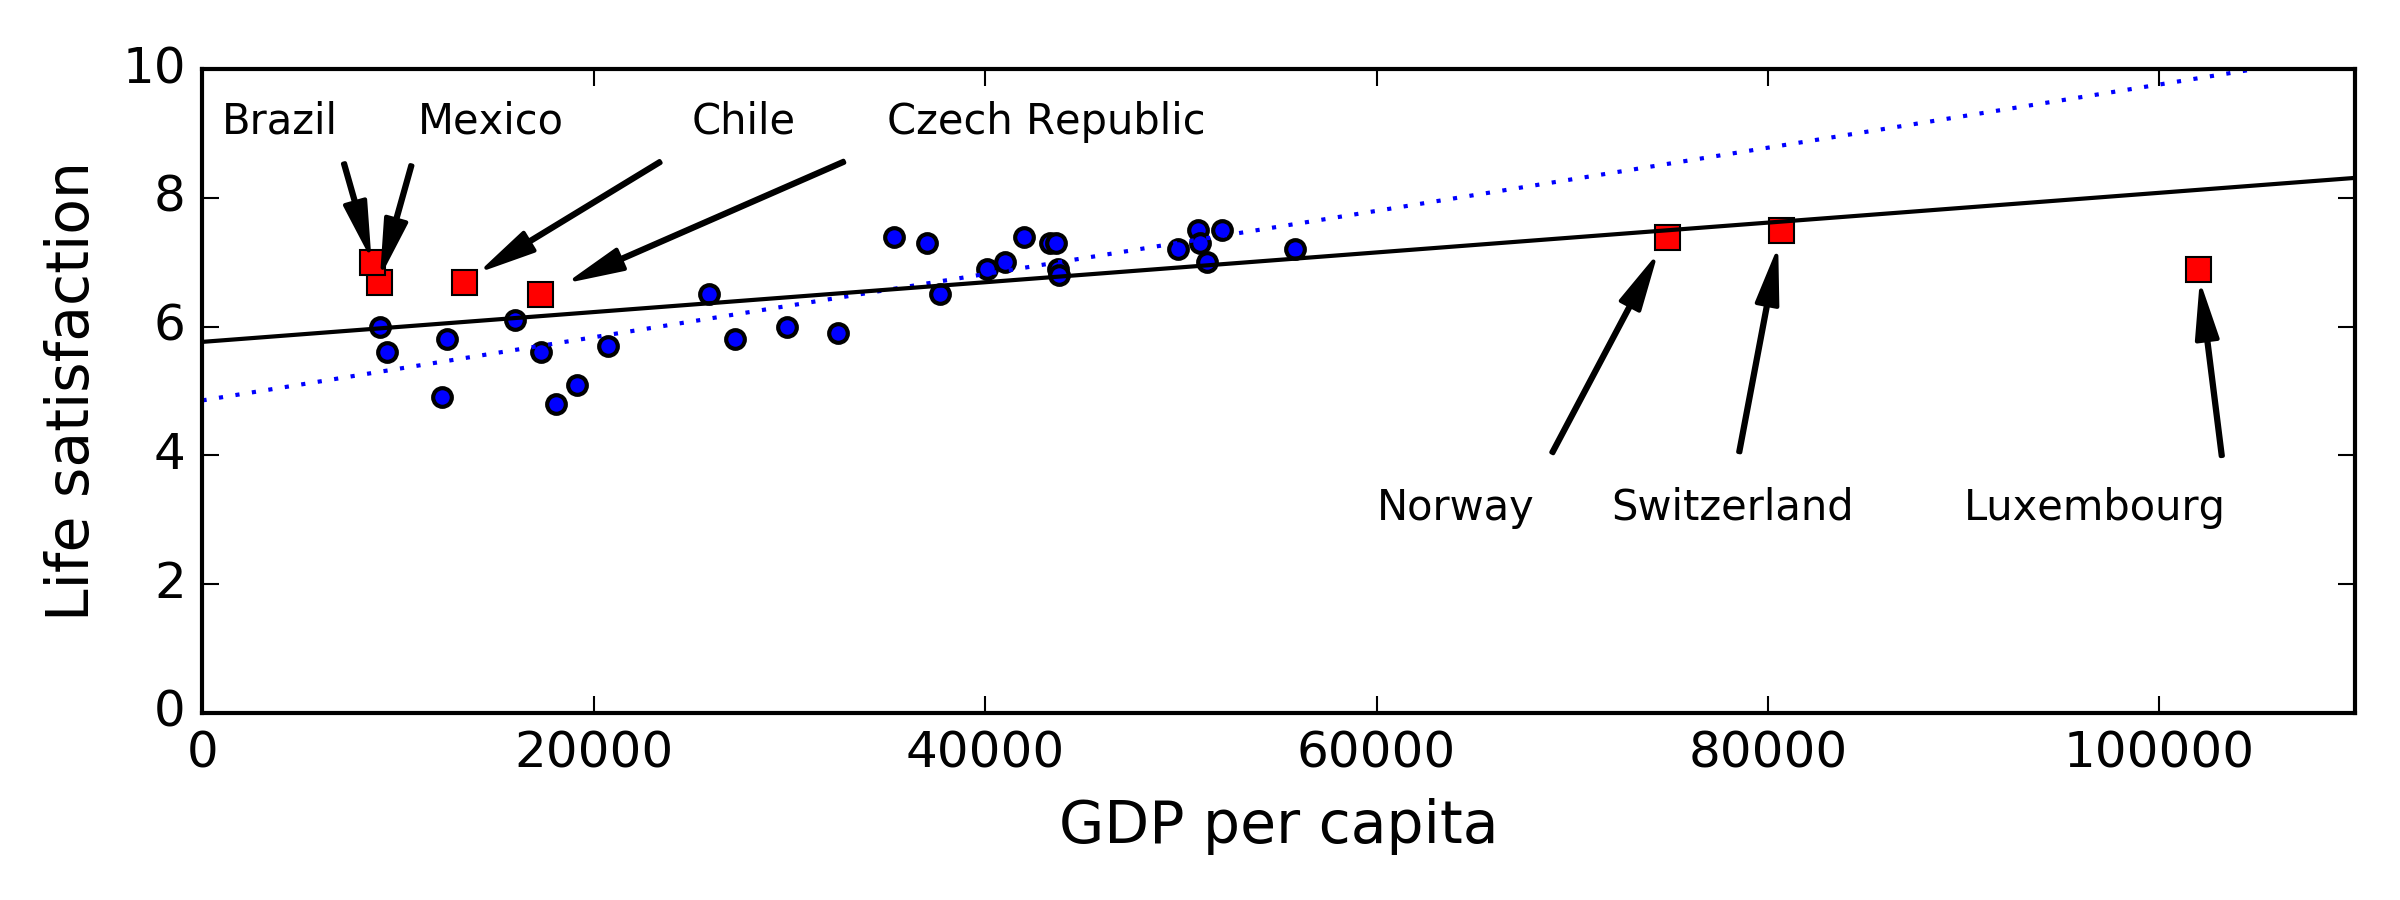 10
Brazil Mexico Chile Czech Republic
8
6
4
Norway Switzerland Luxembourg
2
0
Life satisfaction
0 20000 40000 60000 80000 100000
GDP per capita